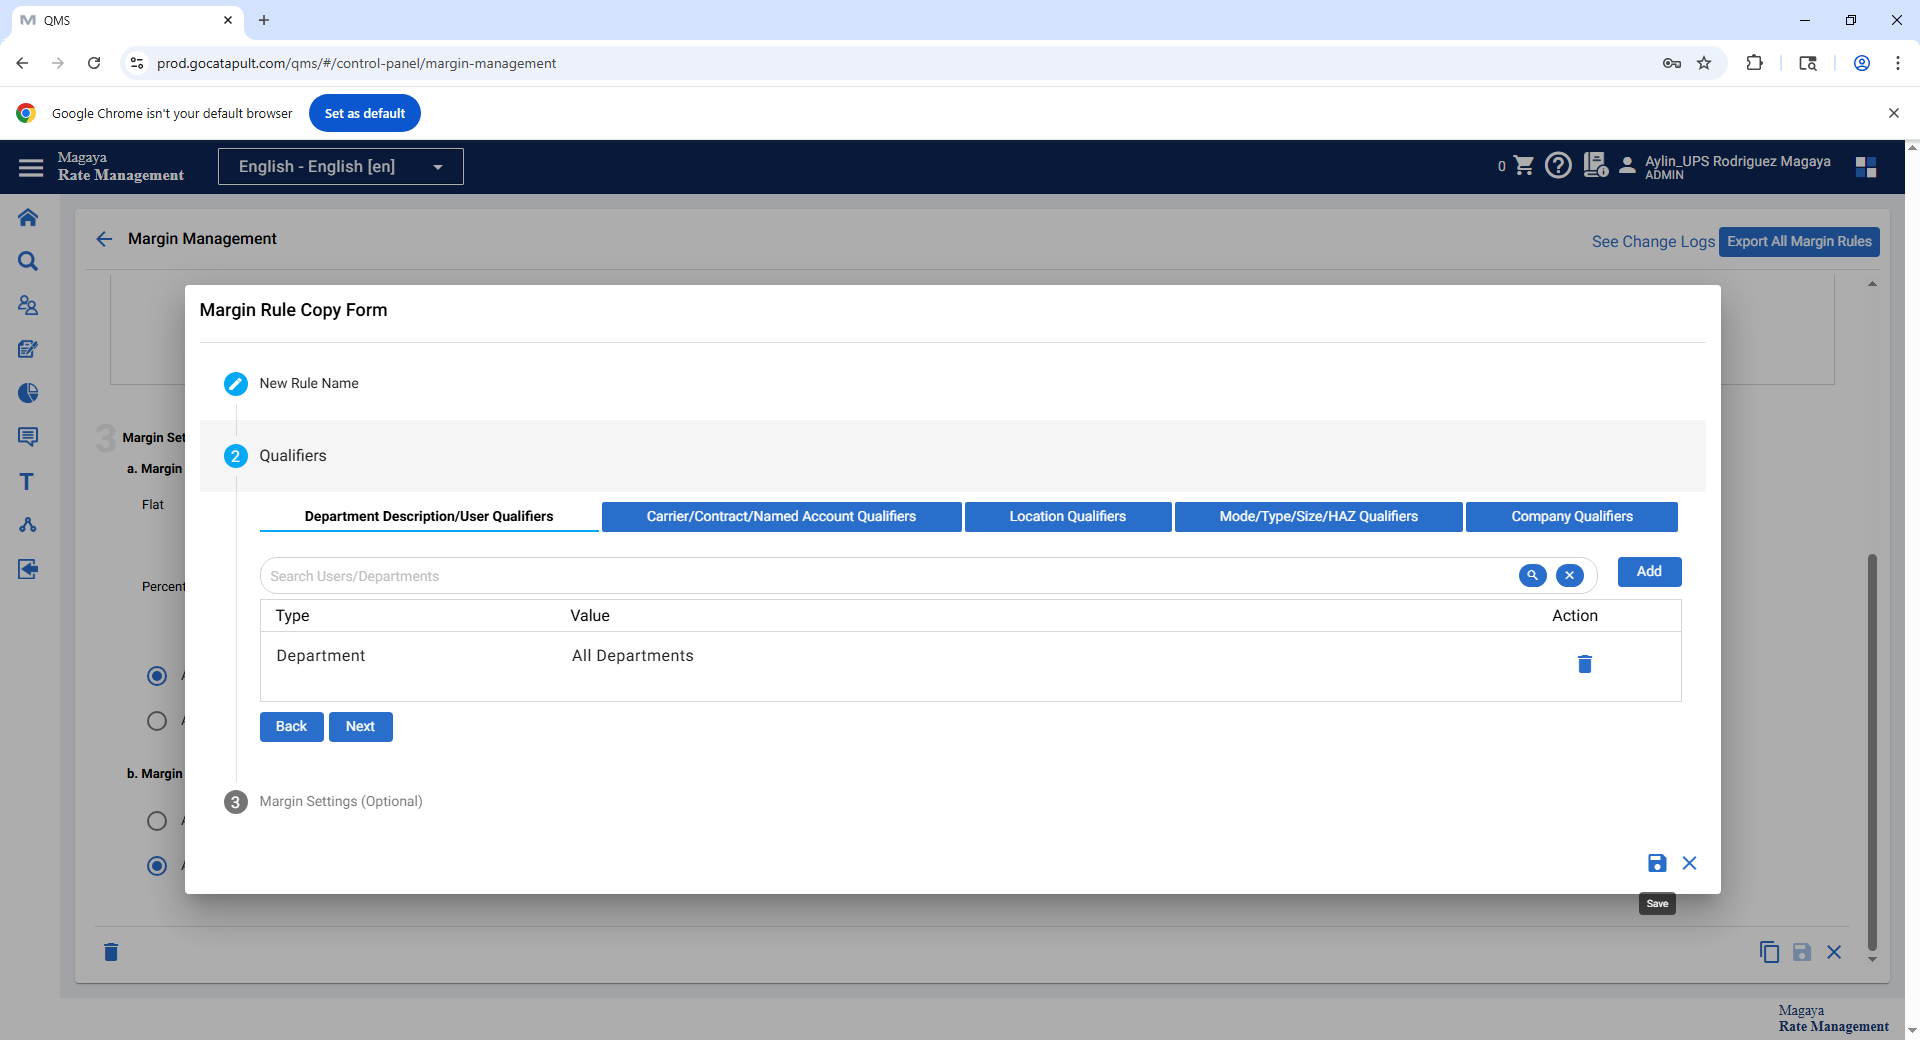 QMS
prod.gocatapult.com/qms/#/control-panel/margin-management
Google Chrome isn't your default browser
Set as default
Magaya
Rate Management
English - English [en]
0
Aylin_UPS Rodriguez Magaya
ADMIN
Margin Management
See Change Logs
Export All Margin Rules
Margin Rule Copy Form
New Rule Name
2
Qualifiers
Department Description/User Qualifiers
Carrier/Contract/Named Account Qualifiers
Location Qualifiers
Mode/Type/Size/HAZ Qualifiers
Company Qualifiers
Search Users/Departments
Add
Type
Value
Action
Department
All Departments
Back
Next
3
Margin Settings (Optional)
Save
3
Margin Set
a. Margin
Flat
Percent
b. Margin
Magaya
Rate Management